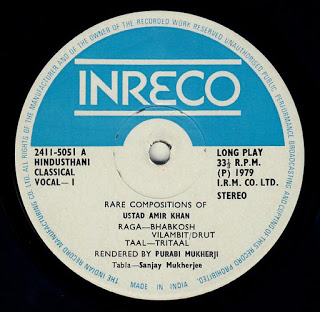 ALL RIGHTS OF THE MANUFACTURER AND OF THE OWNER OF THE RECORDED WORK RESERVED UNAUTHORISED PUBLIC PERFORMANCE BROADCASTING AND COPYING OF THIS RECORD PROHIBITED.
INRECO
2411-5051 A
HINDUSTHANI
CLASSICAL
VOCAL—I
LONG PLAY
33⅓ R.P.M.
(P) 1979
I.R.M. CO. LTD.
STEREO
RARE COMPOSITIONS OF
USTAD AMIR KHAN
RAGA—BHABKOSH
VILAMBIT/DRUT
TAAL—TRITAAL
RENDERED BY PURABI MUKHERJI
Tabla—Sanjay Mukherjee
THE INDIAN RECORD MANUFACTURING CO. LTD.
MADE IN INDIA